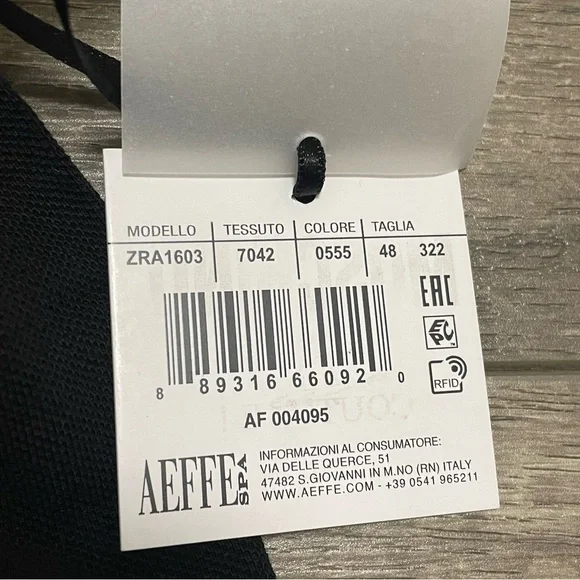 MODELLO TESSUTO COLORE TAGLIA
ZRA1603 7042 0555 48 322
EAC
EPC™
RFID
8 89316 66092 0
AF 004095
AEFFE SPA
INFORMAZIONI AL CONSUMATORE:
VIA DELLE QUERCE, 51
47482 S.GIOVANNI IN M.NO (RN) ITALY
WWW.AEFFE.COM - +39 0541 965211